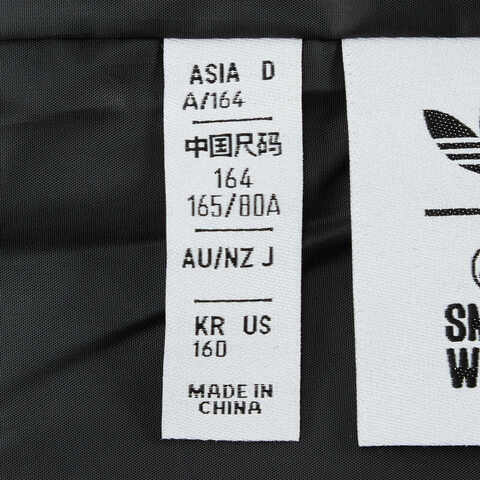 ASIA D
A/164
中国尺码
164
165/80A
AU/NZ J
KR US
160
MADE IN
CHINA